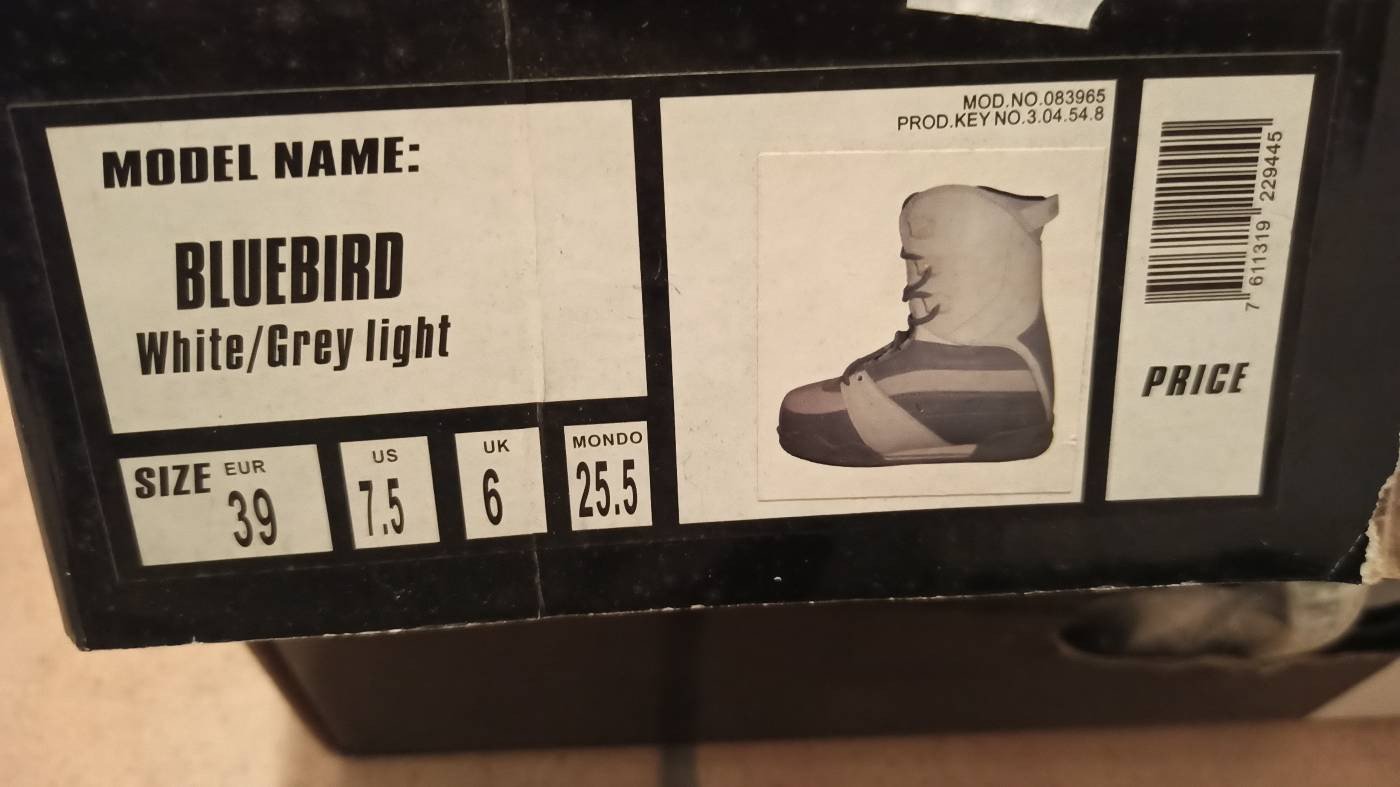 MODEL NAME:
BLUEBIRD
White/Grey light
SIZE EUR 39
US 7.5
UK 6
MONDO 25.5
MOD.NO.083965
PROD.KEY NO.3.04.54.8
7 611319 229445
PRICE